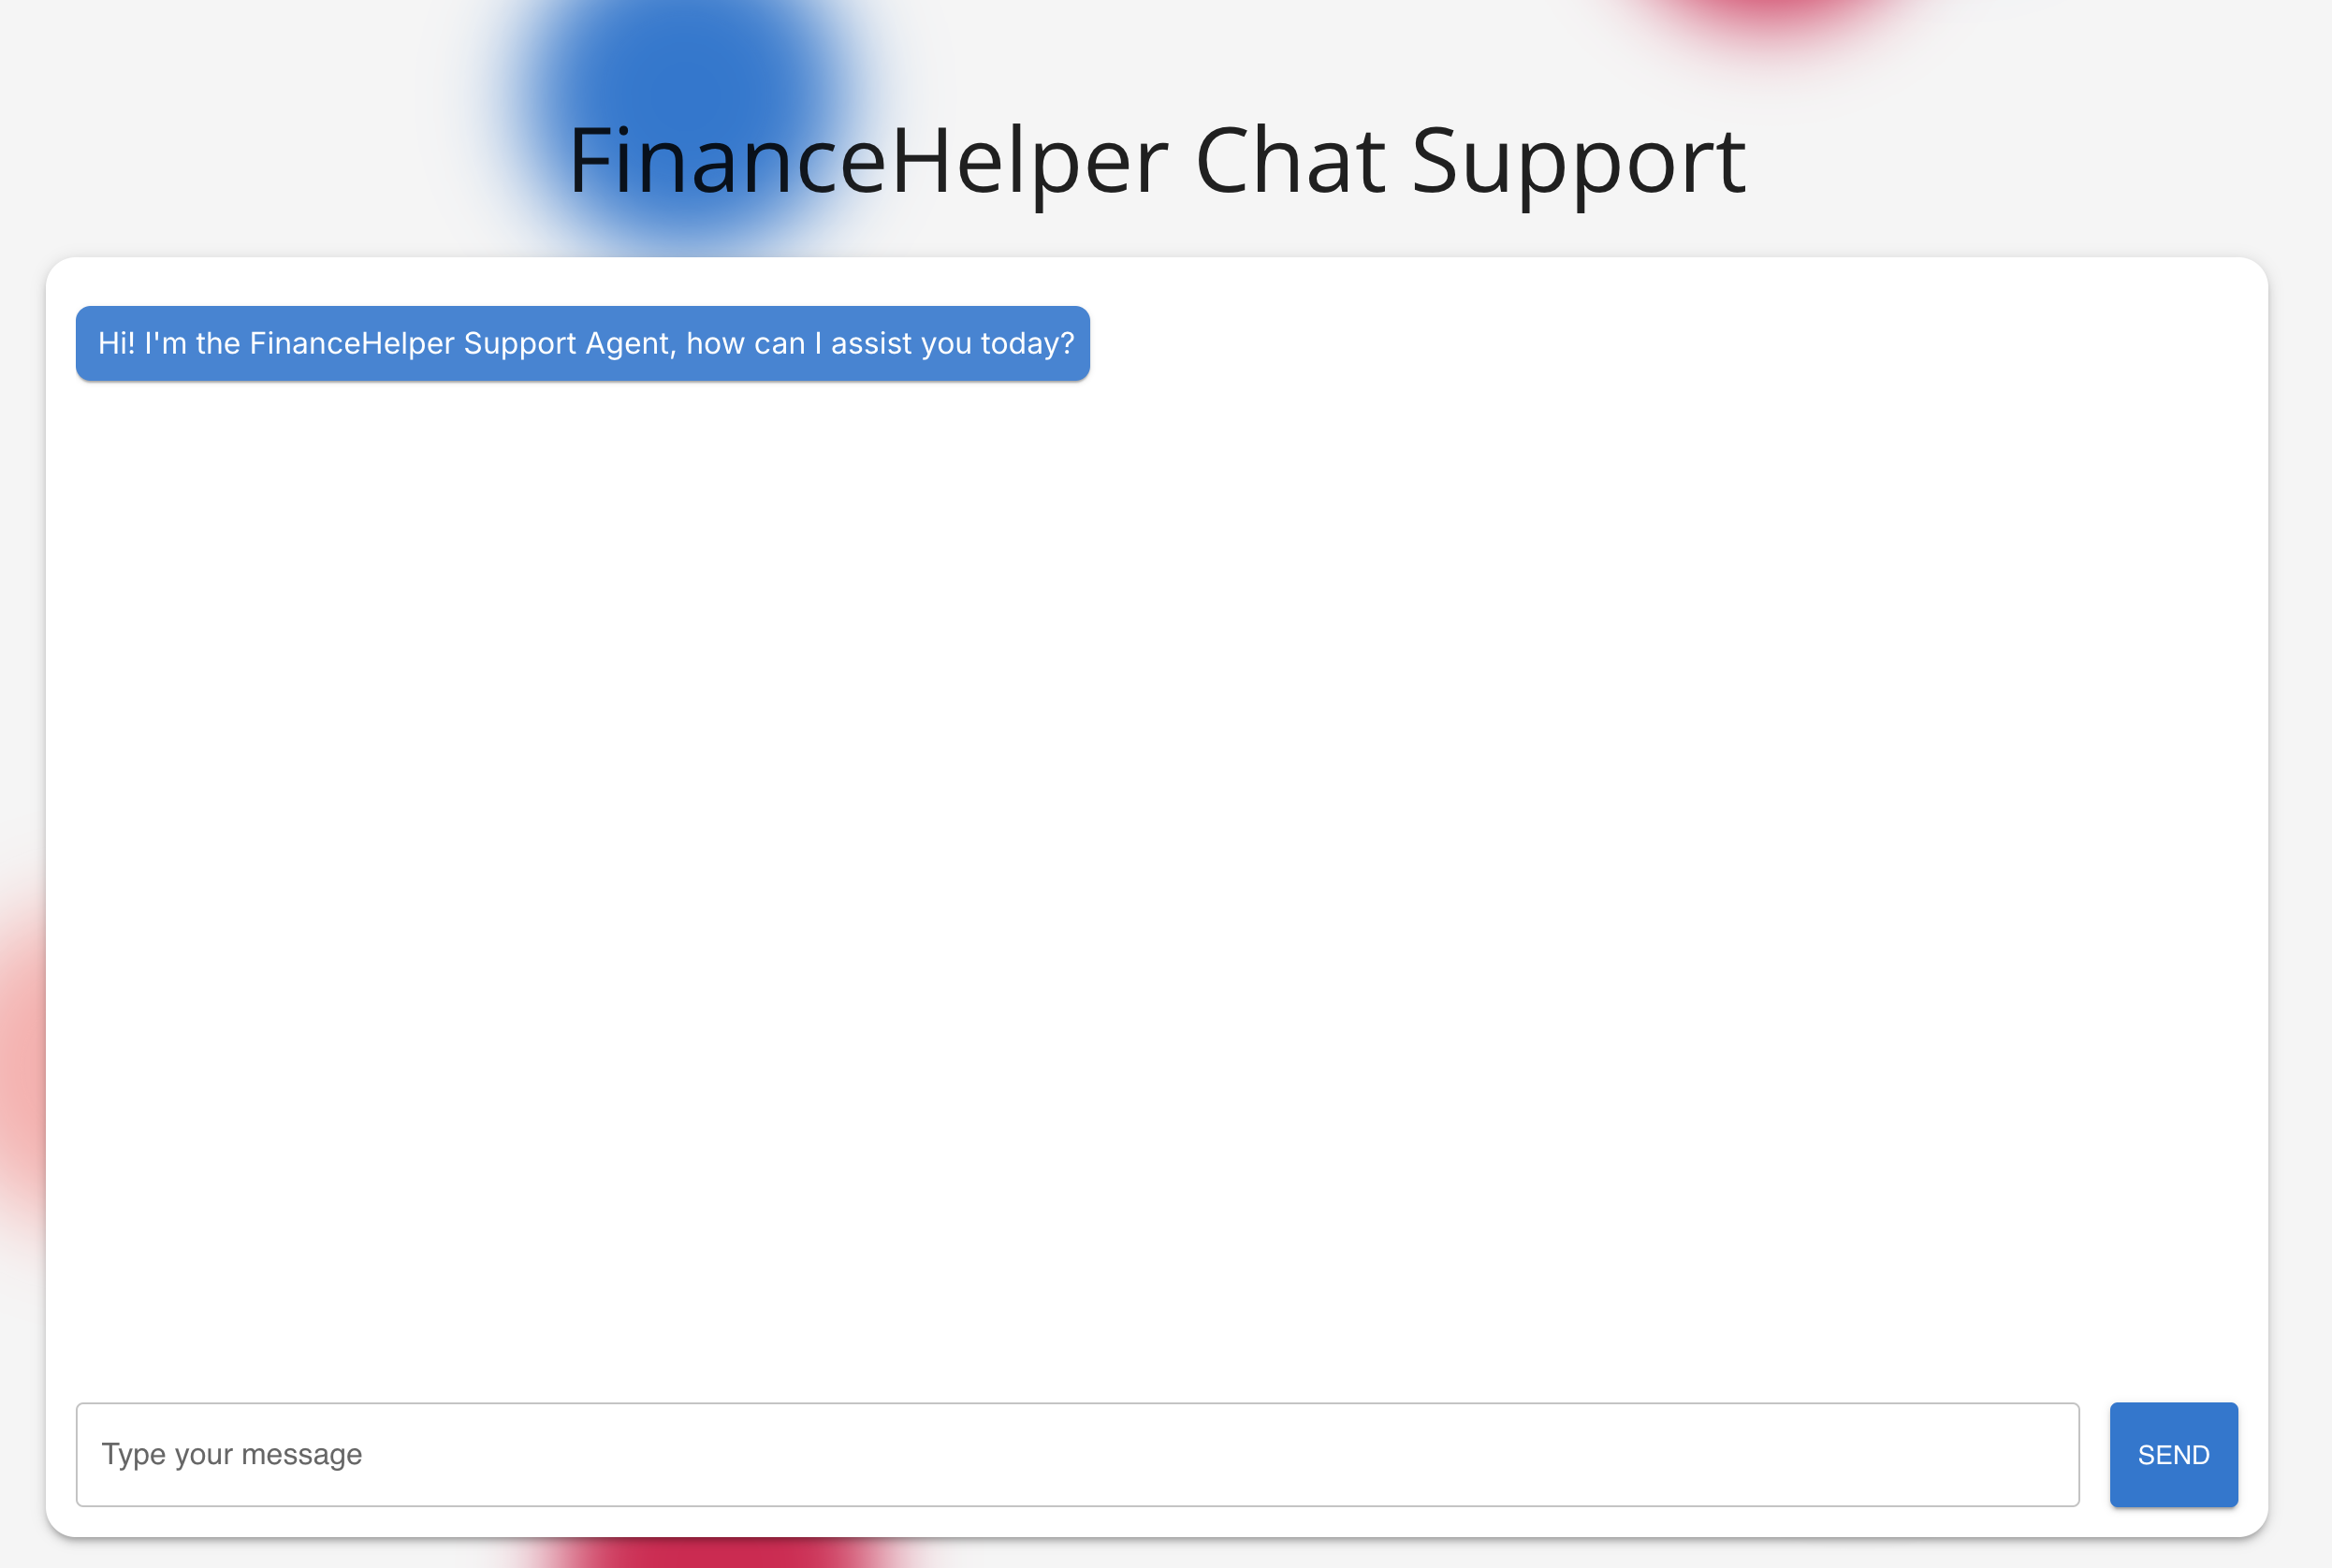 FinanceHelper Chat Support
Hi! I'm the FinanceHelper Support Agent, how can I assist you today?
Type your message
SEND